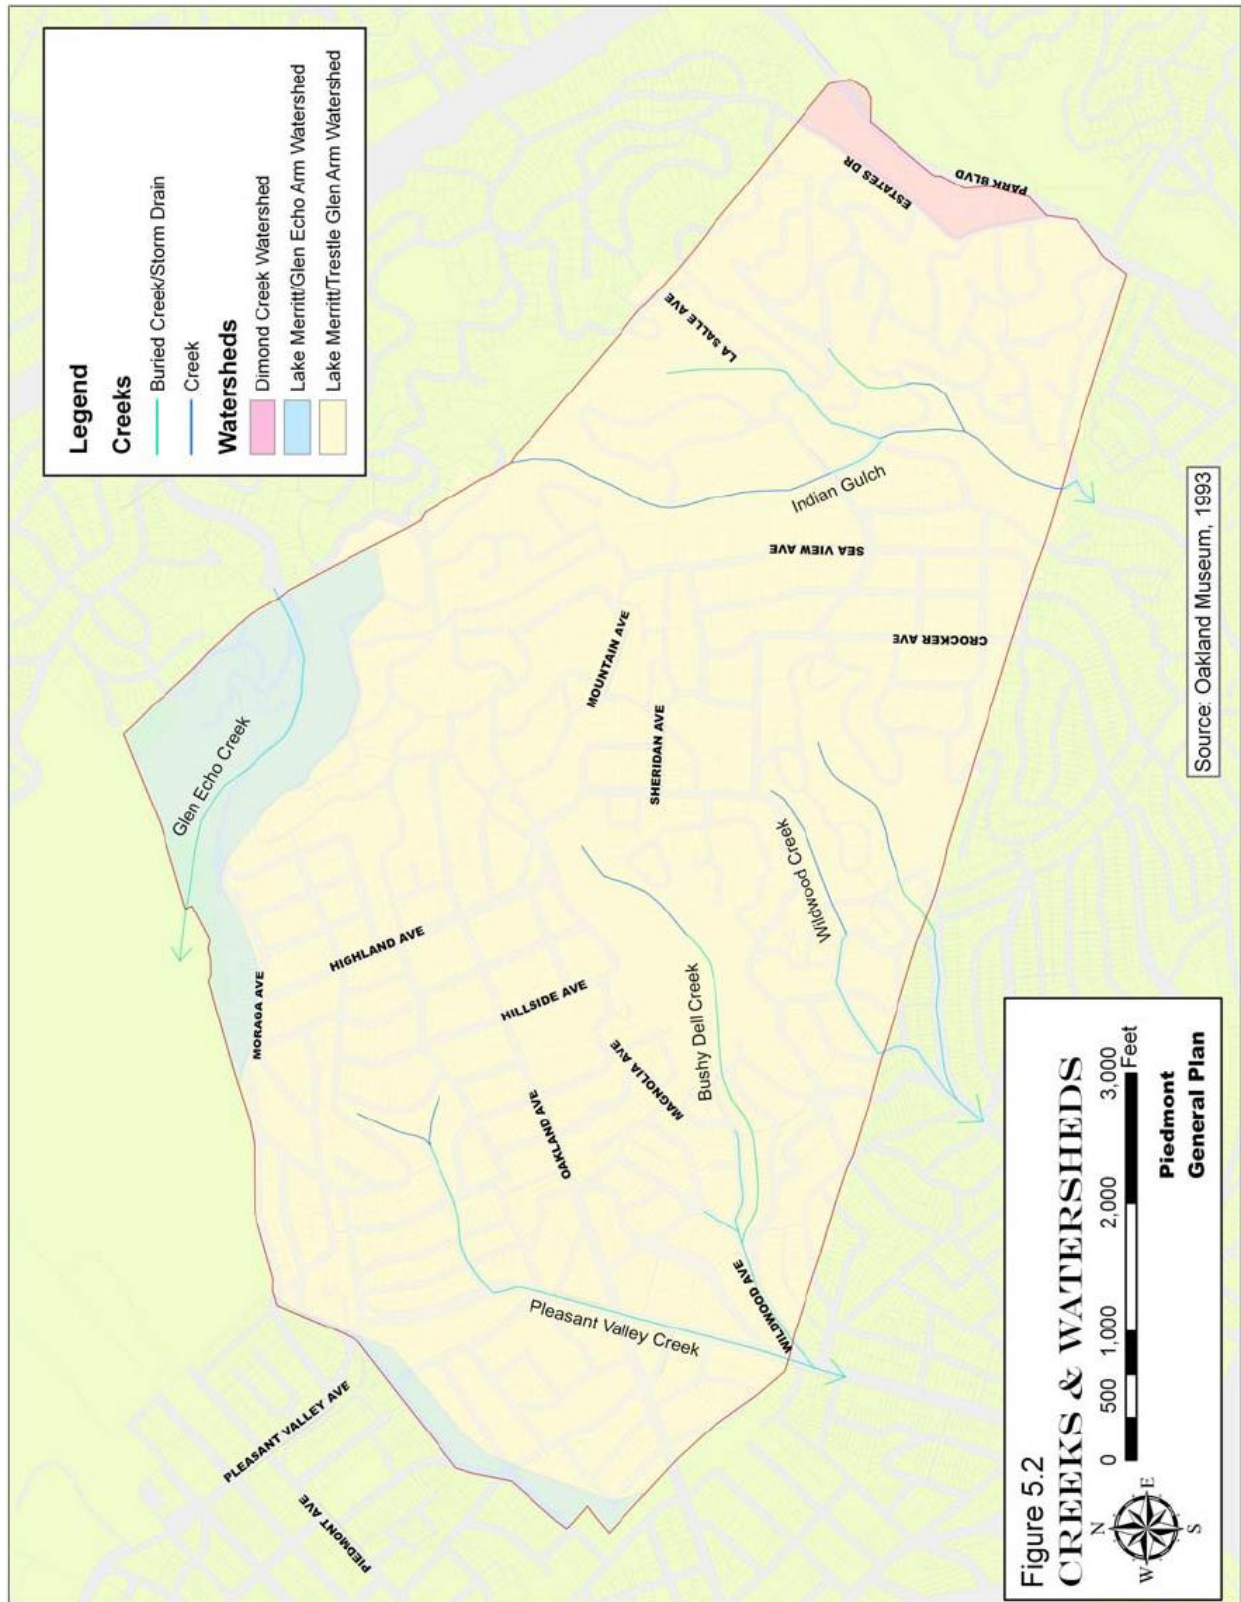 Legend
Creeks
Buried Creek/Storm Drain
Creek
Watersheds
Dimond Creek Watershed
Lake Merritt/Glen Echo Arm Watershed
Lake Merritt/Trestle Glen Arm Watershed
Glen Echo Creek
MORAGA AVE
HIGHLAND AVE
HILLSIDE AVE
OAKLAND AVE
MAGNOLIA AVE
Bushy Dell Creek
Pleasant Valley Creek
WILDWOOD AVE
PLEASANT VALLEY AVE
PIEDMONT AVE
MOUNTAIN AVE
SHERIDAN AVE
Wildwood Creek
LA SALLE AVE
Indian Gulch
SEA VIEW AVE
CROCKER AVE
ESTATES DR
PARK BLVD
Source: Oakland Museum, 1993
Figure 5.2
CREEKS & WATERSHEDS
N
W
E
S
0 500 1,000 2,000 3,000
Feet
Piedmont
General Plan